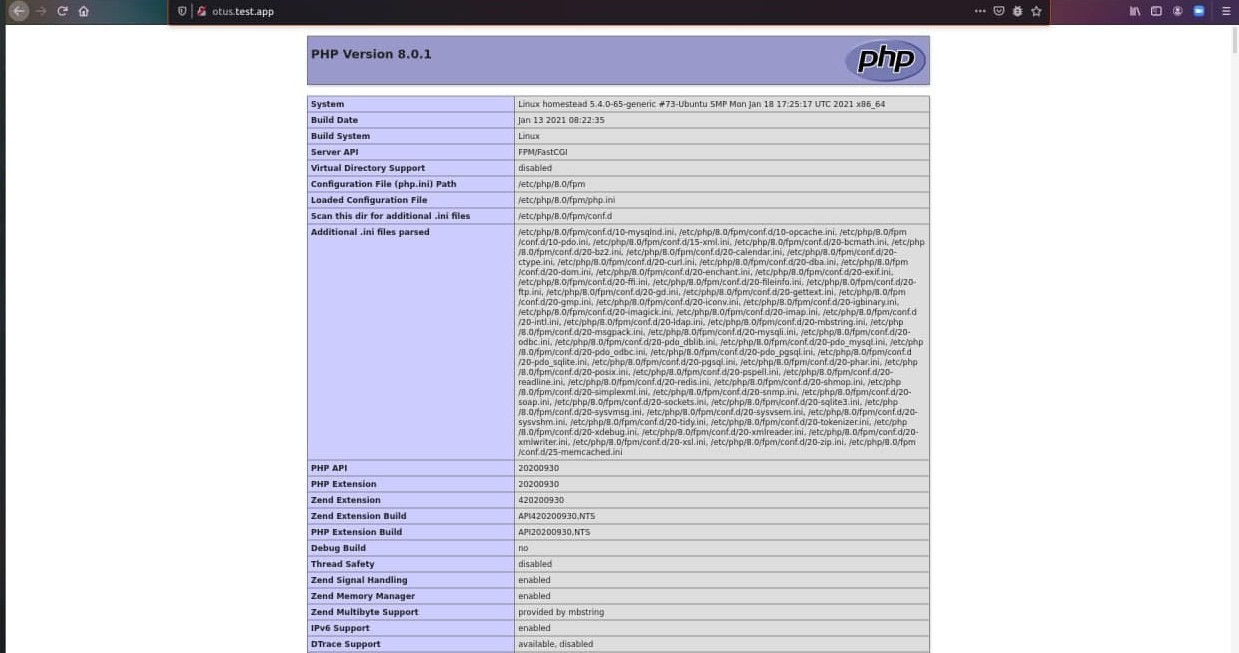 otus.test.app
PHP Version 8.0.1
php
System Linux homestead 5.4.0-65-generic #73-Ubuntu SMP Mon Jan 18 17:25:17 UTC 2021 x86_64
Build Date Jan 13 2021 08:22:35
Build System Linux
Server API FPM/FastCGI
Virtual Directory Support disabled
Configuration File (php.ini) Path /etc/php/8.0/fpm
Loaded Configuration File /etc/php/8.0/fpm/php.ini
Scan this dir for additional .ini files /etc/php/8.0/fpm/conf.d
Additional .ini files parsed /etc/php/8.0/fpm/conf.d/10-mysqlnd.ini, /etc/php/8.0/fpm/conf.d/10-opcache.ini, /etc/php/8.0/fpm
/conf.d/10-pdo.ini, /etc/php/8.0/fpm/conf.d/15-xml.ini, /etc/php/8.0/fpm/conf.d/20-bcmath.ini, /etc/php
/8.0/fpm/conf.d/20-bz2.ini, /etc/php/8.0/fpm/conf.d/20-calendar.ini, /etc/php/8.0/fpm/conf.d/20-
ctype.ini, /etc/php/8.0/fpm/conf.d/20-curl.ini, /etc/php/8.0/fpm/conf.d/20-dba.ini, /etc/php/8.0/fpm
/conf.d/20-dom.ini, /etc/php/8.0/fpm/conf.d/20-enchant.ini, /etc/php/8.0/fpm/conf.d/20-exif.ini,
/etc/php/8.0/fpm/conf.d/20-ffi.ini, /etc/php/8.0/fpm/conf.d/20-fileinfo.ini, /etc/php/8.0/fpm/conf.d/20-
ftp.ini, /etc/php/8.0/fpm/conf.d/20-gd.ini, /etc/php/8.0/fpm/conf.d/20-gettext.ini, /etc/php/8.0/fpm
/conf.d/20-gmp.ini, /etc/php/8.0/fpm/conf.d/20-iconv.ini, /etc/php/8.0/fpm/conf.d/20-igbinary.ini,
/etc/php/8.0/fpm/conf.d/20-imagick.ini, /etc/php/8.0/fpm/conf.d/20-imap.ini, /etc/php/8.0/fpm/conf.d
/20-intl.ini, /etc/php/8.0/fpm/conf.d/20-ldap.ini, /etc/php/8.0/fpm/conf.d/20-mbstring.ini, /etc/php
/8.0/fpm/conf.d/20-msgpack.ini, /etc/php/8.0/fpm/conf.d/20-mysqli.ini, /etc/php/8.0/fpm/conf.d/20-
odbc.ini, /etc/php/8.0/fpm/conf.d/20-pdo_dblib.ini, /etc/php/8.0/fpm/conf.d/20-pdo_mysql.ini, /etc/php
/8.0/fpm/conf.d/20-pdo_odbc.ini, /etc/php/8.0/fpm/conf.d/20-pdo_pgsql.ini, /etc/php/8.0/fpm/conf.d
/20-pdo_sqlite.ini, /etc/php/8.0/fpm/conf.d/20-pgsql.ini, /etc/php/8.0/fpm/conf.d/20-phar.ini, /etc/php
/8.0/fpm/conf.d/20-posix.ini, /etc/php/8.0/fpm/conf.d/20-pspell.ini, /etc/php/8.0/fpm/conf.d/20-
readline.ini, /etc/php/8.0/fpm/conf.d/20-redis.ini, /etc/php/8.0/fpm/conf.d/20-shmop.ini, /etc/php
/8.0/fpm/conf.d/20-simplexml.ini, /etc/php/8.0/fpm/conf.d/20-snmp.ini, /etc/php/8.0/fpm/conf.d/20-
soap.ini, /etc/php/8.0/fpm/conf.d/20-sockets.ini, /etc/php/8.0/fpm/conf.d/20-sqlite3.ini, /etc/php
/8.0/fpm/conf.d/20-sysvmsg.ini, /etc/php/8.0/fpm/conf.d/20-sysvsem.ini, /etc/php/8.0/fpm/conf.d/20-
sysvshm.ini, /etc/php/8.0/fpm/conf.d/20-tidy.ini, /etc/php/8.0/fpm/conf.d/20-tokenizer.ini, /etc/php
/8.0/fpm/conf.d/20-xdebug.ini, /etc/php/8.0/fpm/conf.d/20-xmlreader.ini, /etc/php/8.0/fpm/conf.d/20-
xmlwriter.ini, /etc/php/8.0/fpm/conf.d/20-xsl.ini, /etc/php/8.0/fpm/conf.d/20-zip.ini, /etc/php/8.0/fpm
/conf.d/25-memcached.ini
PHP API 20200930
PHP Extension 20200930
Zend Extension 420200930
Zend Extension Build API420200930,NTS
PHP Extension Build API20200930,NTS
Debug Build no
Thread Safety disabled
Zend Signal Handling enabled
Zend Memory Manager enabled
Zend Multibyte Support provided by mbstring
IPv6 Support enabled
DTrace Support available, disabled